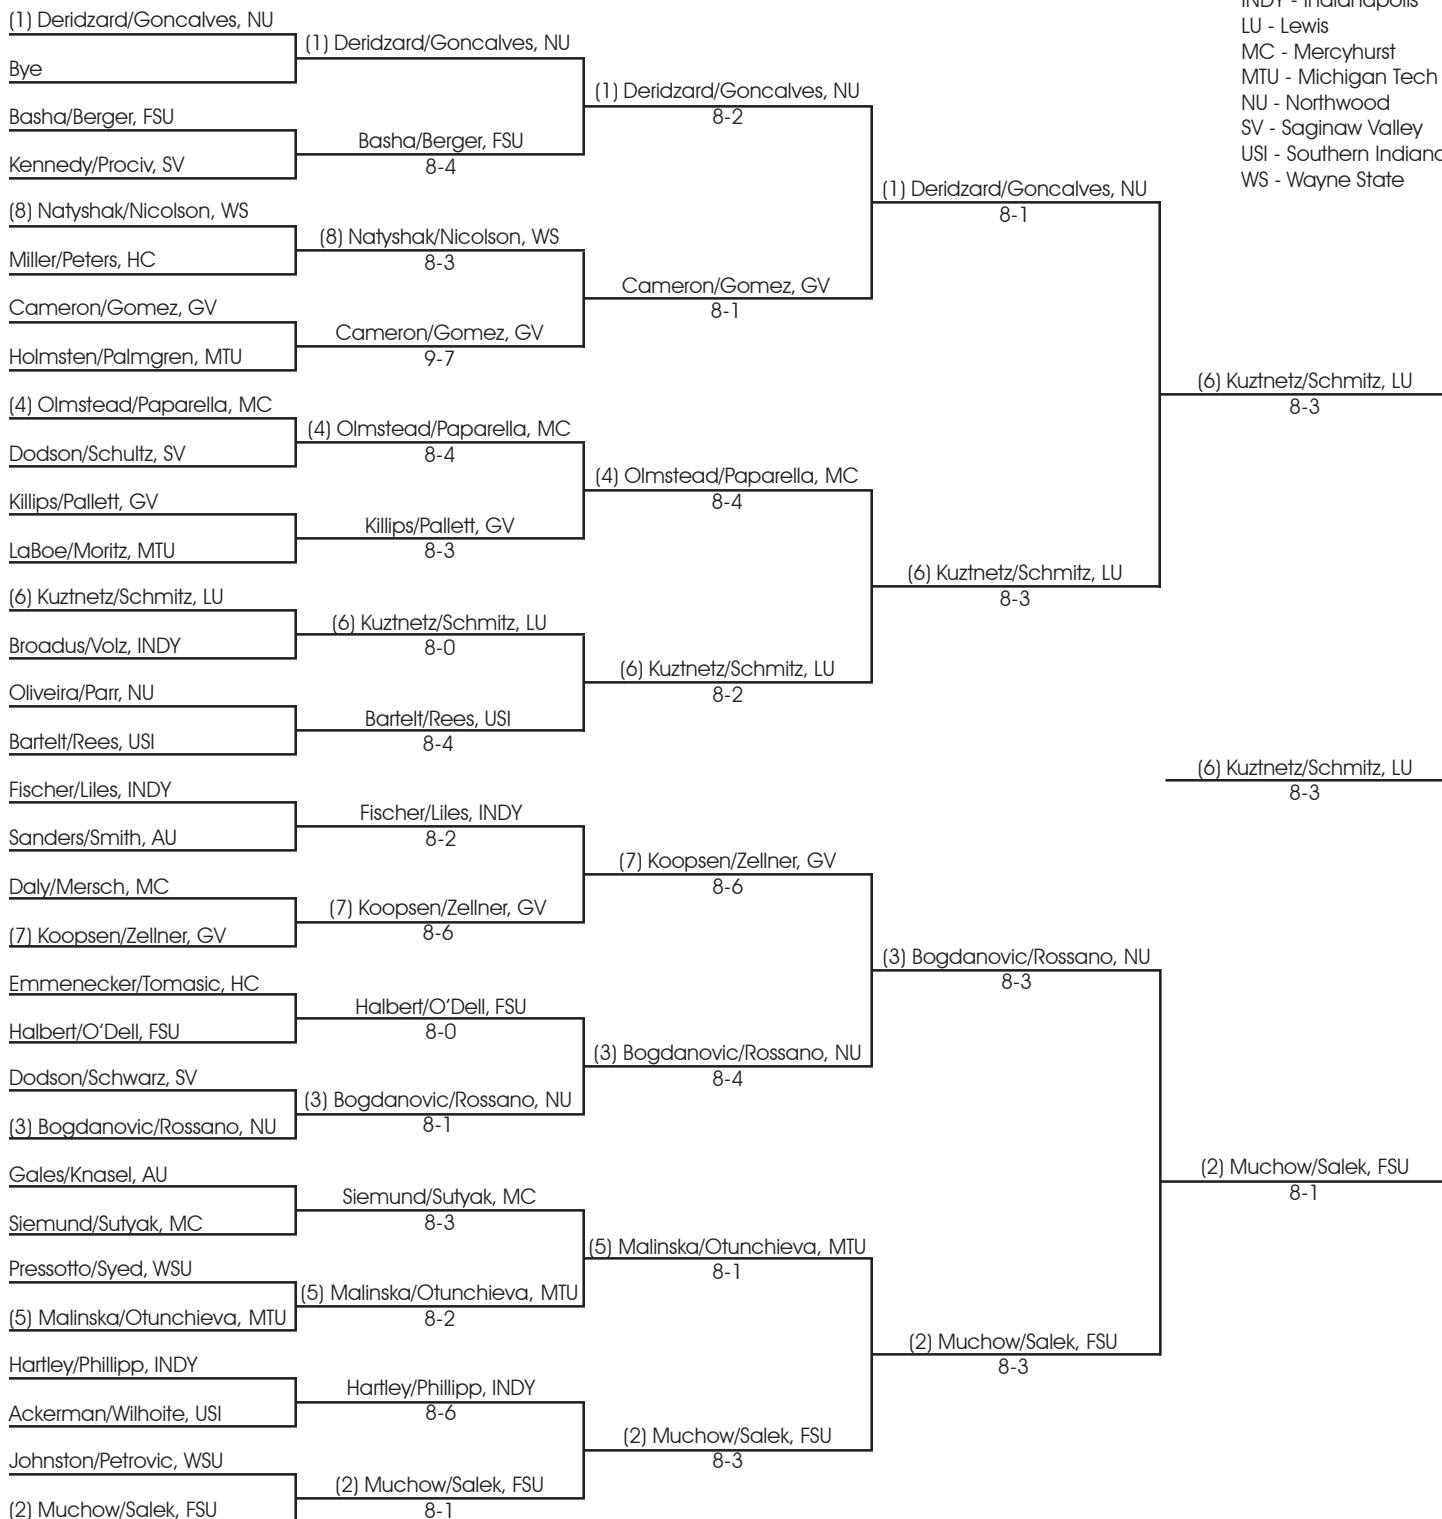 (1) Deridzard/Goncalves, NU
Bye
Basha/Berger, FSU
Kennedy/Prociv, SV
(8) Natyshak/Nicolson, WS
Miller/Peters, HC
Cameron/Gomez, GV
Holmsten/Palmgren, MTU
(4) Olmstead/Paparella, MC
Dodson/Schultz, SV
Killips/Pallett, GV
LaBoe/Moritz, MTU
(6) Kuztnetz/Schmitz, LU
Broadus/Volz, INDY
Oliveira/Parr, NU
Bartelt/Rees, USI
Fischer/Liles, INDY
Sanders/Smith, AU
Daly/Mersch, MC
(7) Koopsen/Zellner, GV
Emmenecker/Tomasic, HC
Halbert/O'Dell, FSU
Dodson/Schwarz, SV
(3) Bogdanovic/Rossano, NU
Gales/Knasel, AU
Siemund/Sutyak, MC
Pressotto/Syed, WSU
(5) Malinska/Otunchieva, MTU
Hartley/Phillipp, INDY
Ackerman/Wilhoite, USI
Johnston/Petrovic, WSU
(2) Muchow/Salek, FSU
(1) Deridzard/Goncalves, NU
Basha/Berger, FSU
8-4
(8) Natyshak/Nicolson, WS
8-3
Cameron/Gomez, GV
9-7
(4) Olmstead/Paparella, MC
8-4
Killips/Pallett, GV
8-3
(6) Kuztnetz/Schmitz, LU
8-0
Bartelt/Rees, USI
8-4
Fischer/Liles, INDY
8-2
(7) Koopsen/Zellner, GV
8-6
Halbert/O'Dell, FSU
8-0
(3) Bogdanovic/Rossano, NU
8-1
Siemund/Sutyak, MC
8-3
(5) Malinska/Otunchieva, MTU
8-2
Hartley/Phillipp, INDY
8-6
(2) Muchow/Salek, FSU
8-1
(1) Deridzard/Goncalves, NU
8-2
Cameron/Gomez, GV
8-1
(4) Olmstead/Paparella, MC
8-4
(6) Kuztnetz/Schmitz, LU
8-2
(7) Koopsen/Zellner, GV
8-6
(3) Bogdanovic/Rossano, NU
8-4
(5) Malinska/Otunchieva, MTU
8-1
(2) Muchow/Salek, FSU
8-3
(1) Deridzard/Goncalves, NU
8-1
(6) Kuztnetz/Schmitz, LU
8-3
(3) Bogdanovic/Rossano, NU
8-3
(2) Muchow/Salek, FSU
8-3
(6) Kuztnetz/Schmitz, LU
8-3
(2) Muchow/Salek, FSU
8-1
(6) Kuztnetz/Schmitz, LU
8-3
INDY - Indianapolis
LU - Lewis
MC - Mercyhurst
MTU - Michigan Tech
NU - Northwood
SV - Saginaw Valley
USI - Southern Indiana
WS - Wayne State